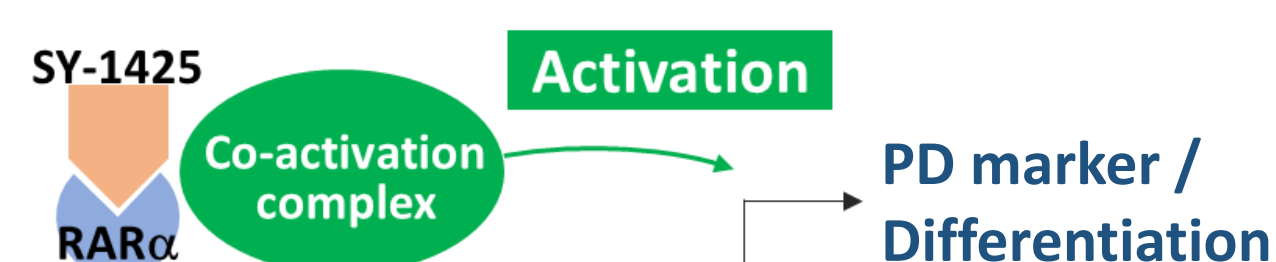 SY-1425
Activation
Co-activation
complex
PD marker /
Differentiation
RARα